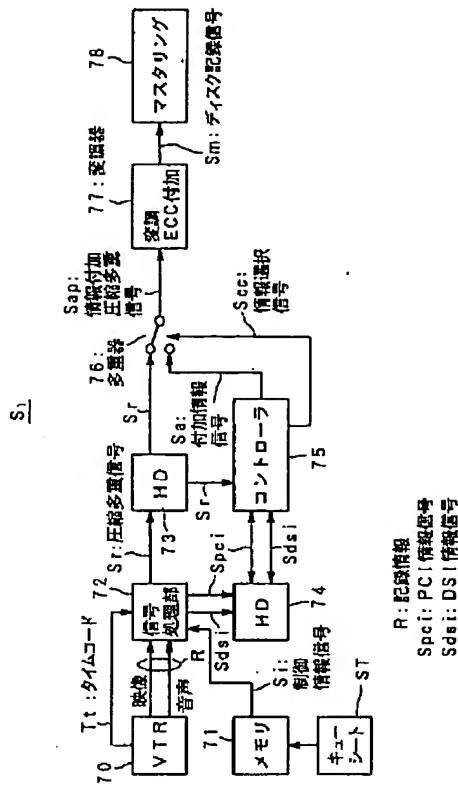 S₁
Tt:タイムコード
70
VTR
映像
音声
R
72
信号
処理部
Sr:圧縮多重信号
HD
73
Sr
Sr
76:
多重器
Sap:
情報付加
圧縮多重
信号
77:変調器
変調
ECC付加
Sm:ディスク記録信号
78
マスタリング
71
メモリ
Si:
制御
情報信号
Spci
Sdsi
HD
74
Spci
Sdsi
コントローラ
75
Sa:
付加情報
信号
Scc:
情報選択
信号
キュー
シート
ST
R:記録情報
Spci:PCI情報信号
Sdsi:DSI情報信号